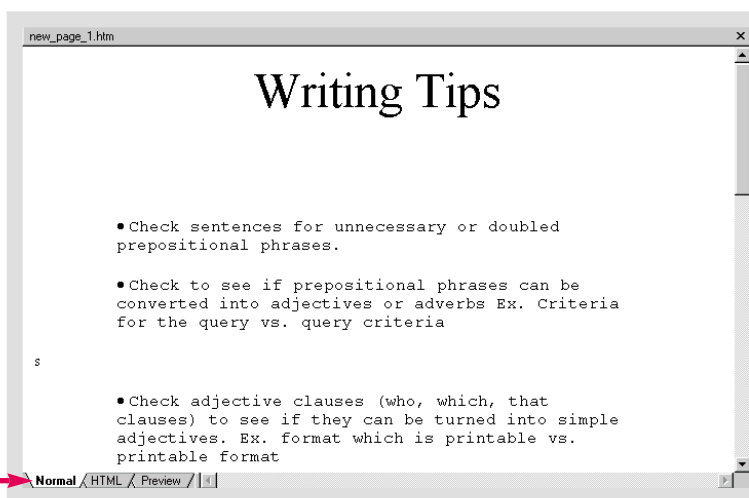 new_page_1.htm
Writing Tips
•Check sentences for unnecessary or doubled
prepositional phrases.
•Check to see if prepositional phrases can be
converted into adjectives or adverbs Ex. Criteria
for the query vs. query criteria
s
•Check adjective clauses (who, which, that
clauses) to see if they can be turned into simple
adjectives. Ex. format which is printable vs.
printable format
Normal HTML Preview